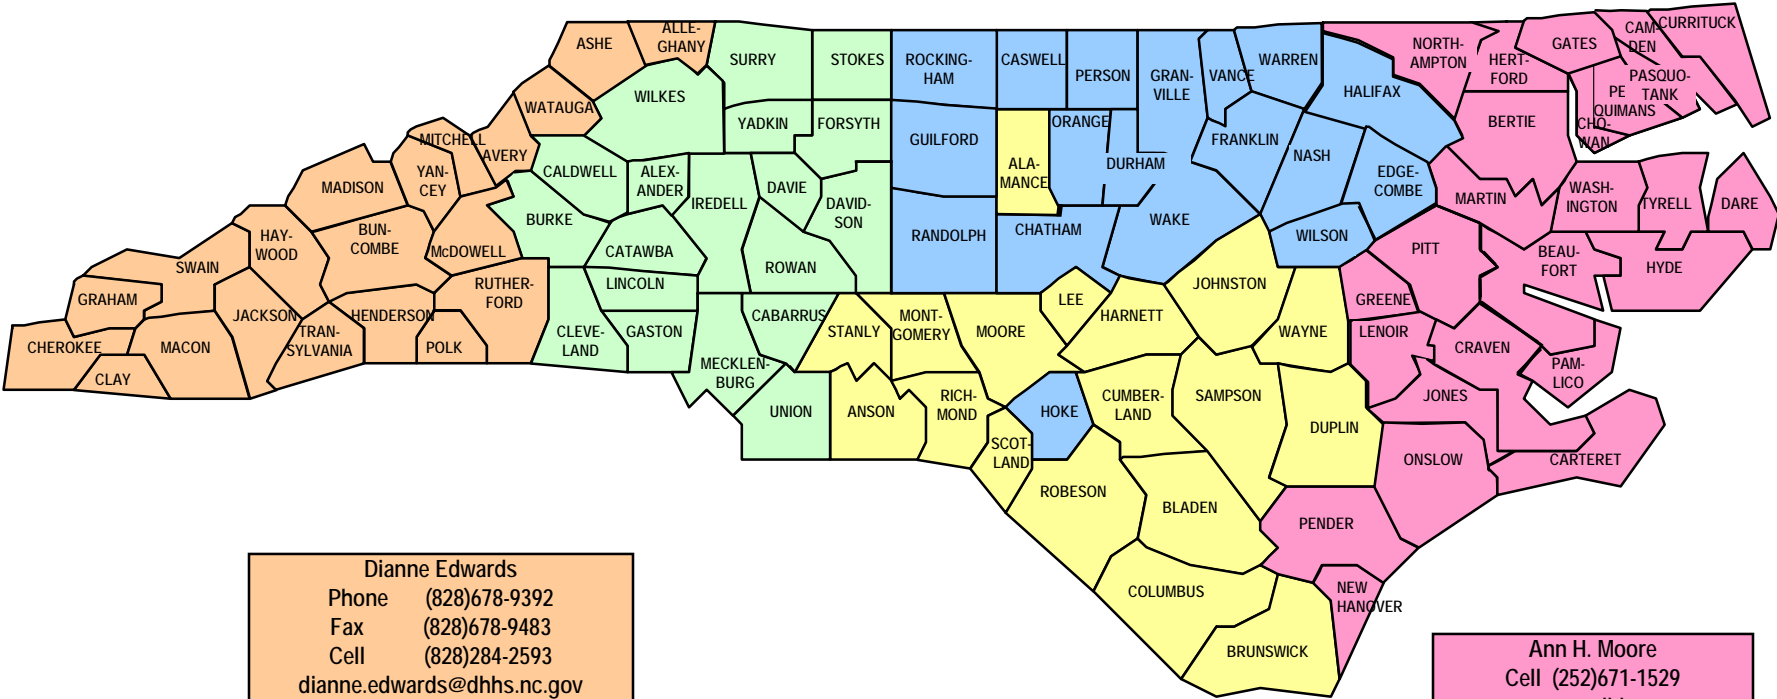 ASHE
ALLE-
GHANY
SURRY
STOKES
ROCKING-
HAM
CASWELL
PERSON
GRAN-
VILLE
VANCE
WARREN
NORTH-
AMPTON
HERT-
FORD
GATES
CAM-
DEN
CURRITUCK
PASQUO-
TANK
PE
QUIMANS
CHO-
WAN
WATAUGA
WILKES
YADKIN
FORSYTH
GUILFORD
ALA-
MANCE
ORANGE
DURHAM
FRANKLIN
HALIFAX
NASH
EDGE-
COMBE
BERTIE
MITCHELL
AVERY
YAN-
CEY
MADISON
CALDWELL
ALEX-
ANDER
IREDELL
DAVIE
DAVID-
SON
RANDOLPH
CHATHAM
WAKE
WILSON
MARTIN
WASH-
INGTON
TYRELL
DARE
BURKE
CATAWBA
ROWAN
LINCOLN
BUN-
COMBE
McDOWELL
HAY-
WOOD
SWAIN
GRAHAM
RUTHER-
FORD
JACKSON
HENDERSON
TRAN-
SYLVANIA
POLK
CHEROKEE
MACON
CLAY
CLEVE-
LAND
GASTON
MECKLEN-
BURG
CABARRUS
UNION
STANLY
MONT-
GOMERY
MOORE
LEE
HARNETT
JOHNSTON
WAYNE
GREENE
PITT
BEAU-
FORT
HYDE
LENOIR
CRAVEN
PAM-
LICO
JONES
ANSON
RICH-
MOND
HOKE
SCOT-
LAND
CUMBER-
LAND
SAMPSON
DUPLIN
ONSLOW
CARTERET
ROBESON
BLADEN
PENDER
COLUMBUS
NEW
HANOVER
BRUNSWICK
Dianne Edwards
Phone (828)678-9392
Fax (828)678-9483
Cell (828)284-2593
dianne.edwards@dhhs.nc.gov
Ann H. Moore
Cell (252)671-1529